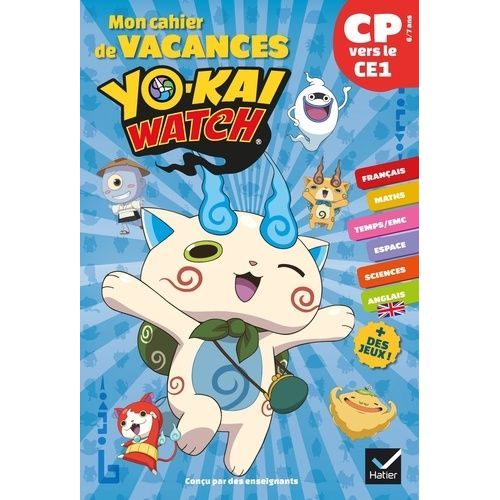 Mon cahier
de VACANCES
YO-KAI
WATCH®
CP
6/7 ans
vers le
CE1
FRANÇAIS
MATHS
TEMPS/EMC
ESPACE
SCIENCES
ANGLAIS
+
DES
JEUX !
Conçu par des enseignants
Hatier